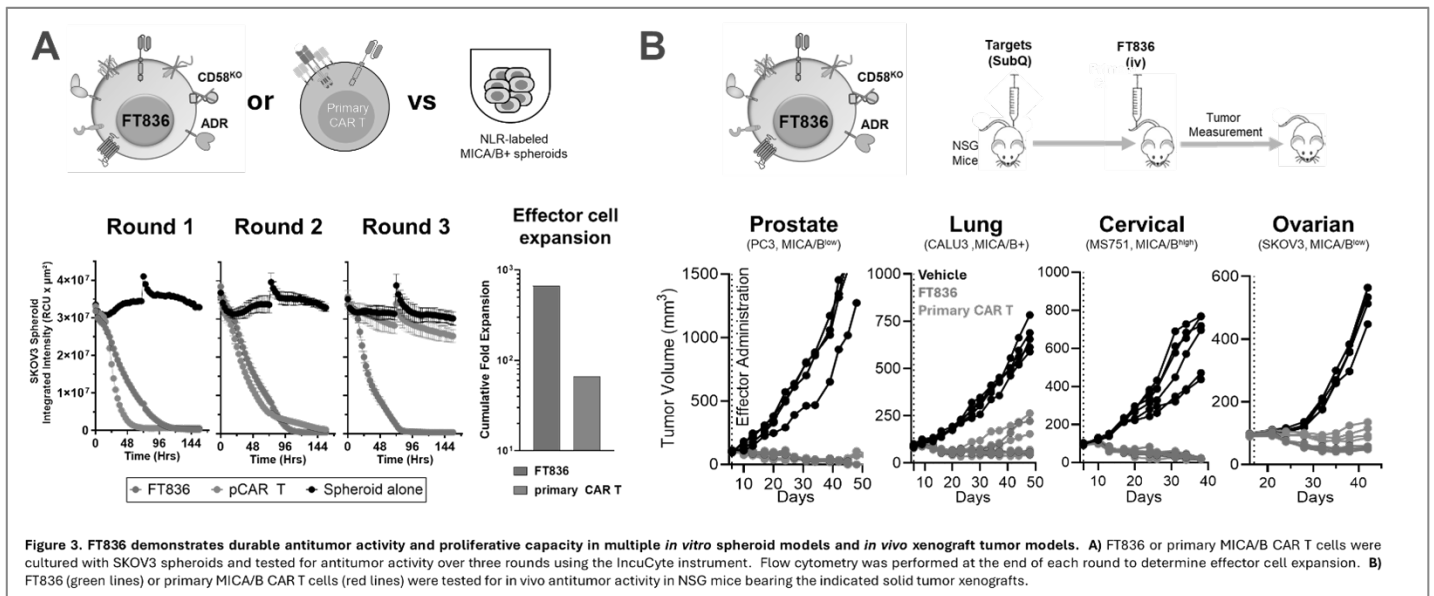 A
B
CD58KO
FT836
ADR
or
Primary
CAR T
vs
NLR-labeled
MICA/B+ spheroids
CD58KO
FT836
ADR
Targets
(SubQ)
FT836
(iv)
NSG
Mice
Tumor
Measurement
Round 1
Round 2
Round 3
Effector cell
expansion
SKOV3 Spheroid
Integrated Intensity (RCU x µm²)
4×10⁷
3×10⁷
2×10⁷
1×10⁷
0
0 48 96 144
Time (Hrs)
0 48 96 144
Time (Hrs)
0 48 96 144
Time (Hrs)
Cumulative Fold Expansion
10³
10²
10¹
FT836
primary CAR T
FT836 pCAR T Spheroid alone
Prostate
(PC3, MICA/Blow)
Lung
(CALU3 ,MICA/B+)
Cervical
(MS751, MICA/Bhigh)
Ovarian
(SKOV3, MICA/Blow)
Tumor Volume (mm³)
Effector Administration
1500
1000
500
0
10 20 30 40 50
Days
Vehicle
FT836
Primary CAR T
1000
750
500
250
0
10 20 30 40 50
Days
1000
800
600
400
200
0
10 20 30 40
Days
600
400
200
0
20 30 40
Days
Figure 3. FT836 demonstrates durable antitumor activity and proliferative capacity in multiple in vitro spheroid models and in vivo xenograft tumor models. A) FT836 or primary MICA/B CAR T cells were
cultured with SKOV3 spheroids and tested for antitumor activity over three rounds using the IncuCyte instrument. Flow cytometry was performed at the end of each round to determine effector cell expansion. B)
FT836 (green lines) or primary MICA/B CAR T cells (red lines) were tested for in vivo antitumor activity in NSG mice bearing the indicated solid tumor xenografts.